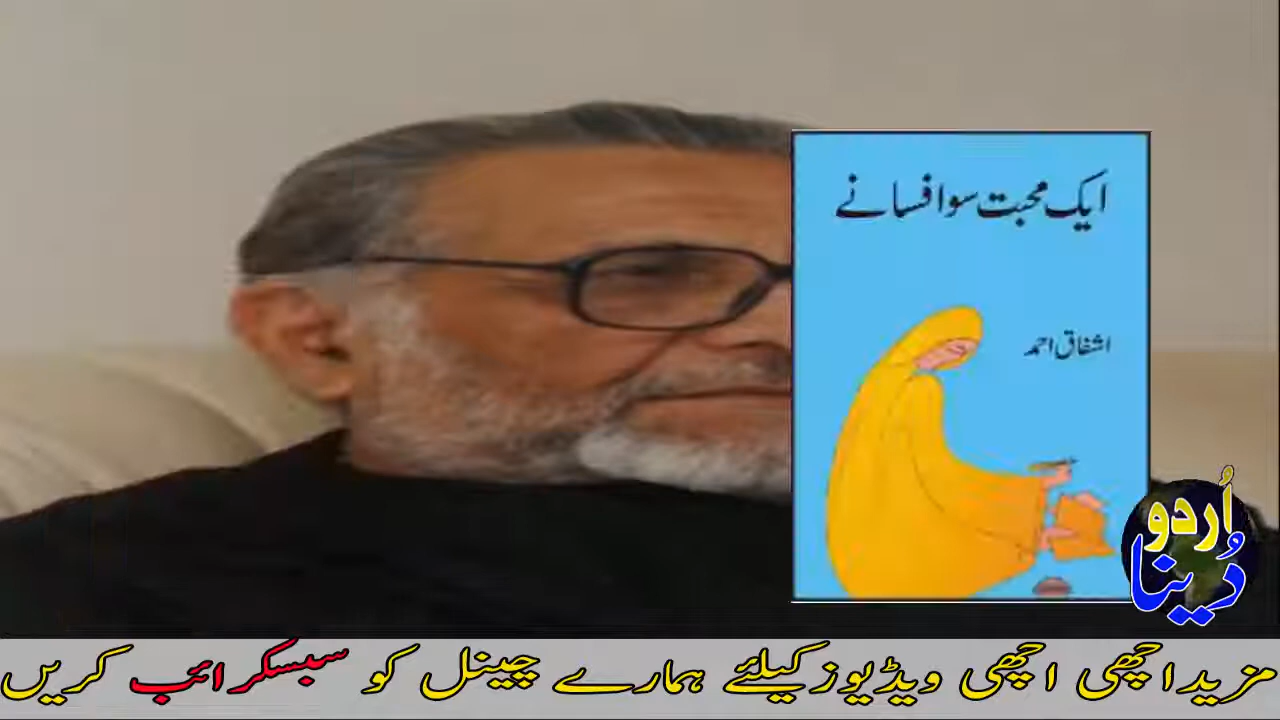 ایک محبت سو افسانے
اشفاق احمد
اُردو
دُنیا
مزید اچھی اچھی ویڈیوز کیلئے ہمارے چینل کو سبسکرائب کریں